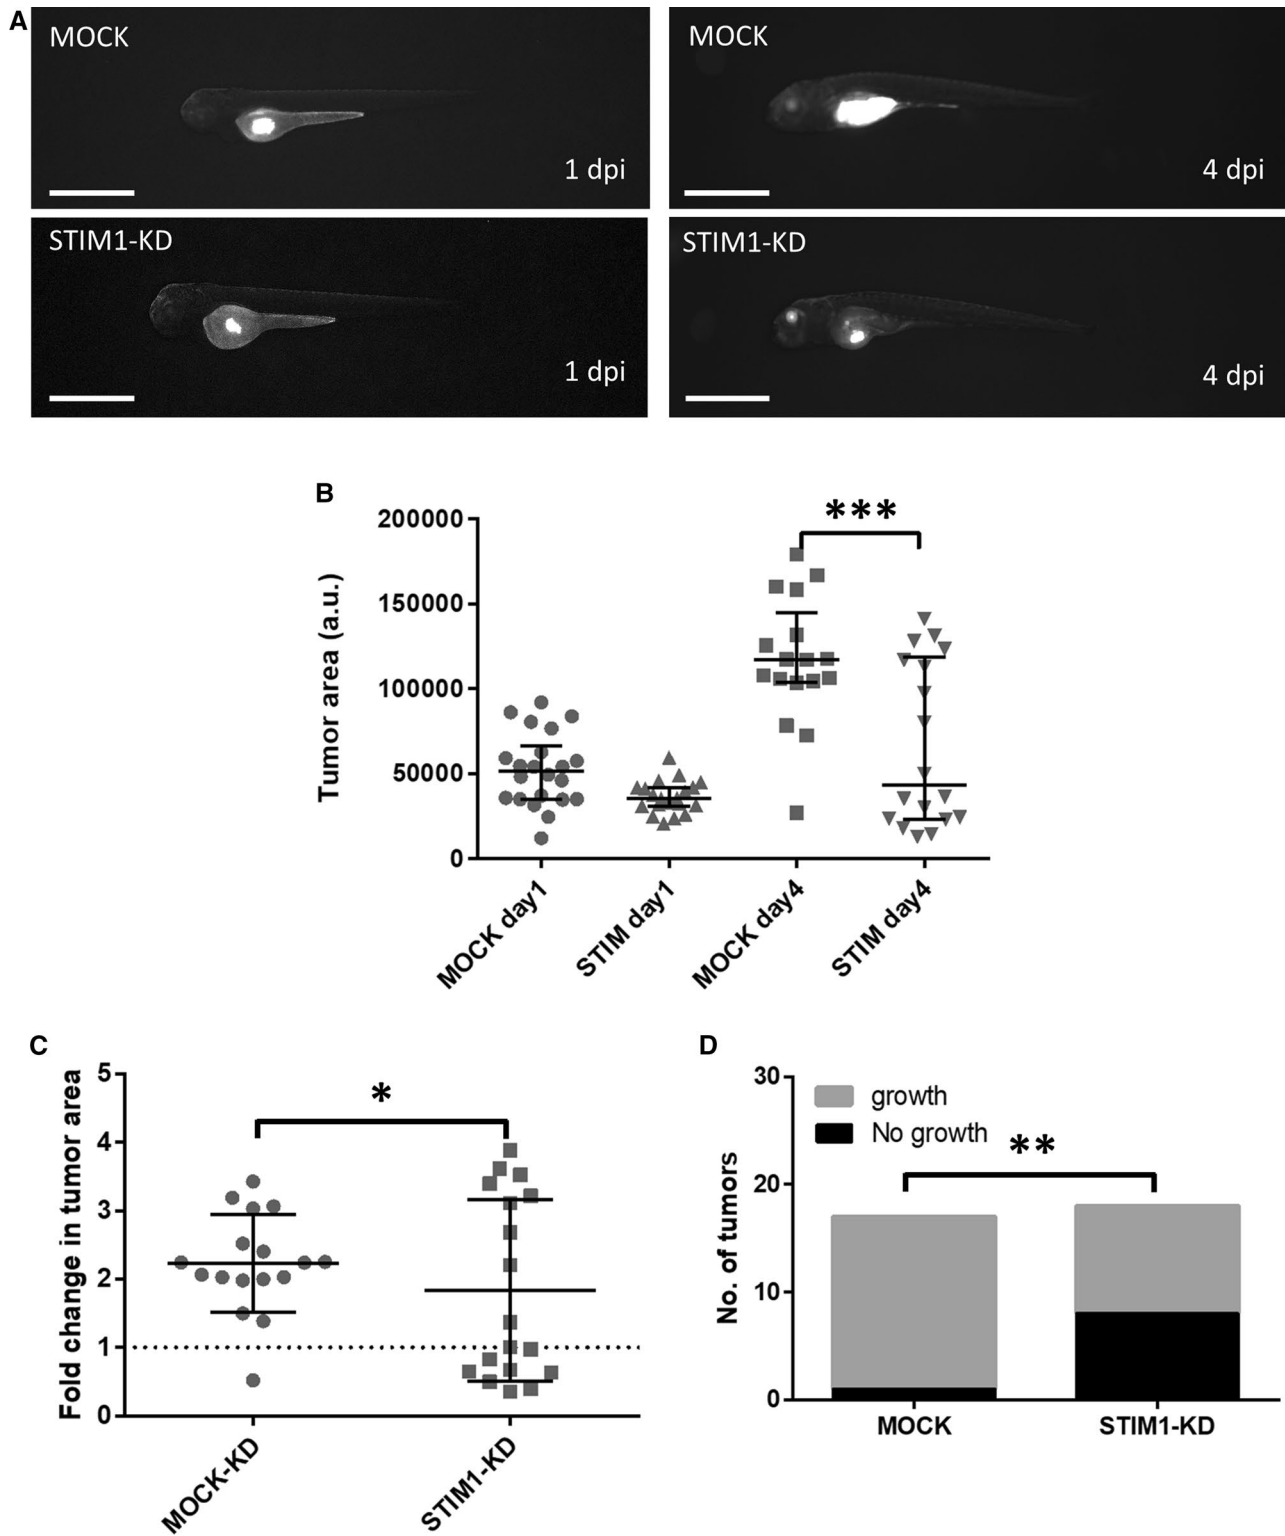 A
MOCK
1 dpi
MOCK
4 dpi
STIM1-KD
1 dpi
STIM1-KD
4 dpi
B
***
Tumor area (a.u.)
200000
150000
100000
50000
0
MOCK day1
STIM day1
MOCK day4
STIM day4
C
*
Fold change in tumor area
5
4
3
2
1
0
MOCK-KD
STIM1-KD
D
growth
No growth
**
No. of tumors
30
20
10
0
MOCK
STIM1-KD